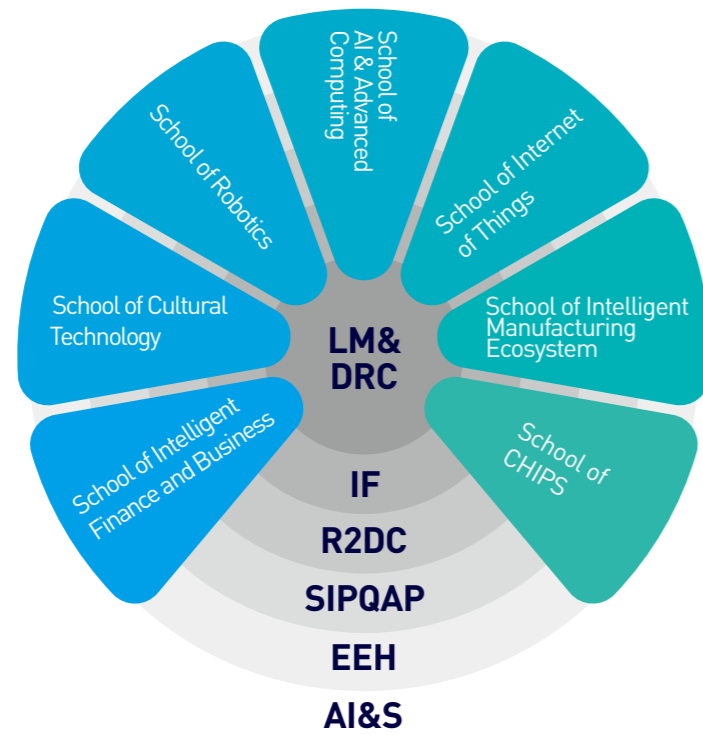 School of Intelligent
Finance and Business
School of Cultural
Technology
School of Robotics
School of
AI & Advanced
Computing
School of Internet
of Things
School of Intelligent
Manufacturing
Ecosystem
School of
CHIPS
LM&
DRC
IF
R2DC
SIPQAP
EEH
AI&S